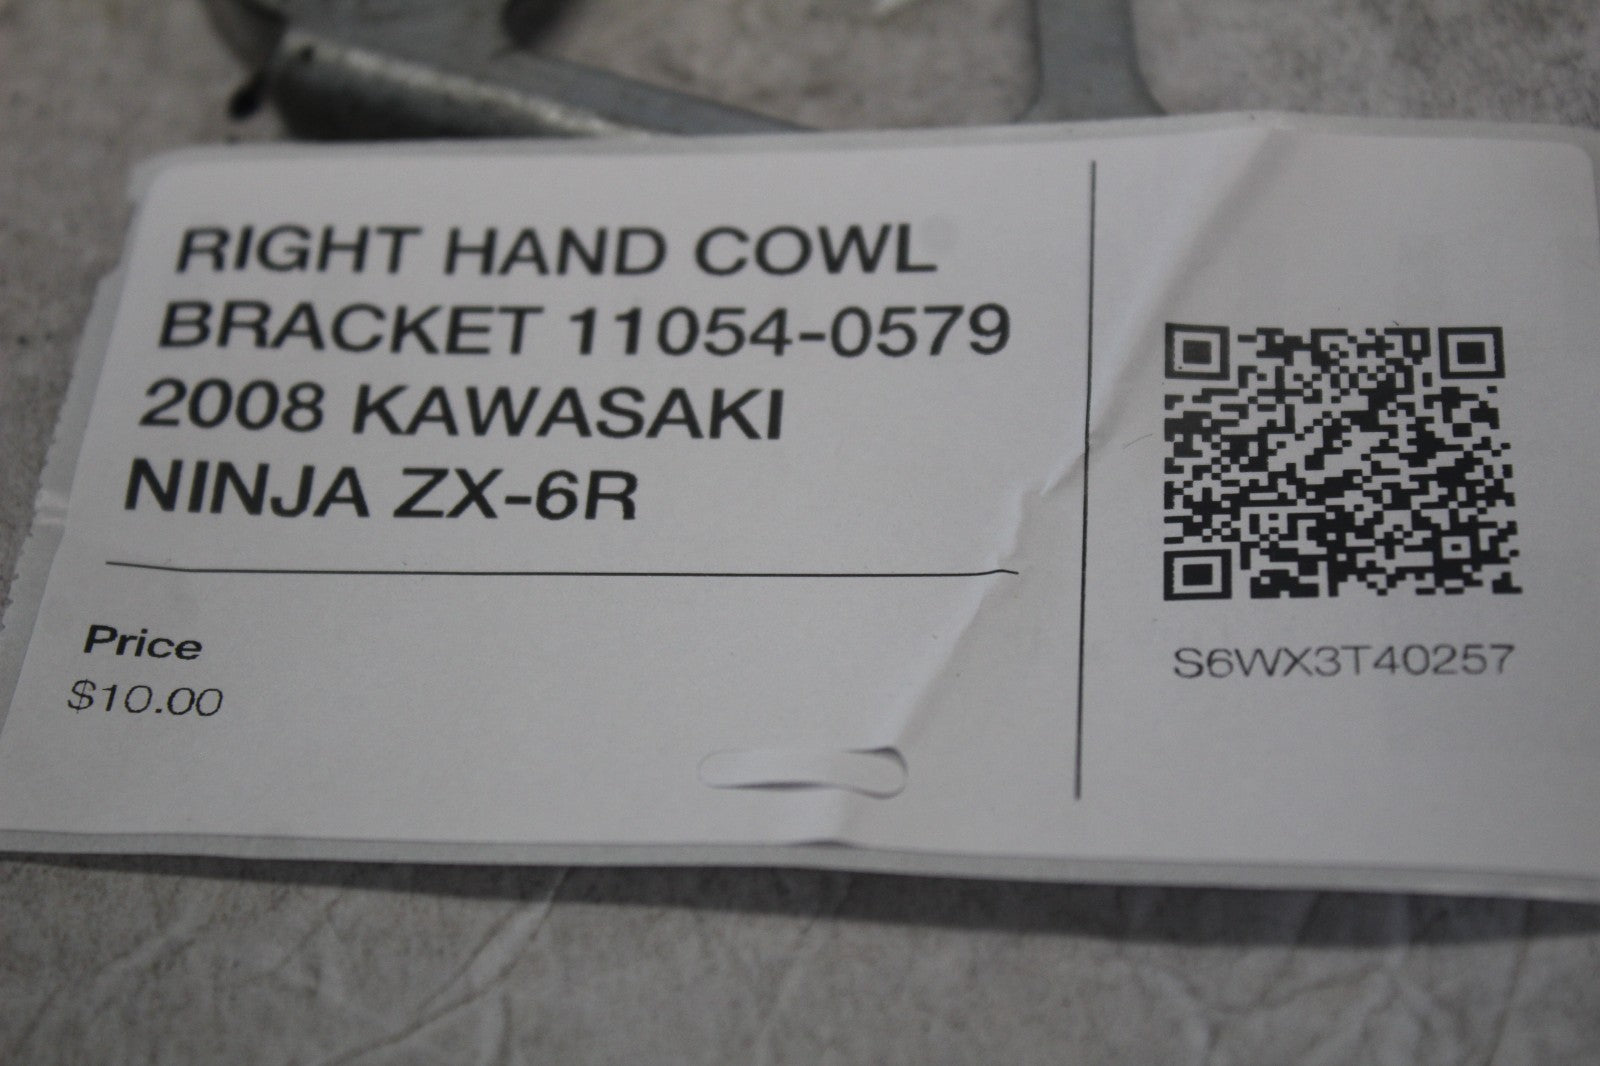 RIGHT HAND COWL
BRACKET 11054-0579
2008 KAWASAKI
NINJA ZX-6R
Price
$10.00
S6WX3T40257